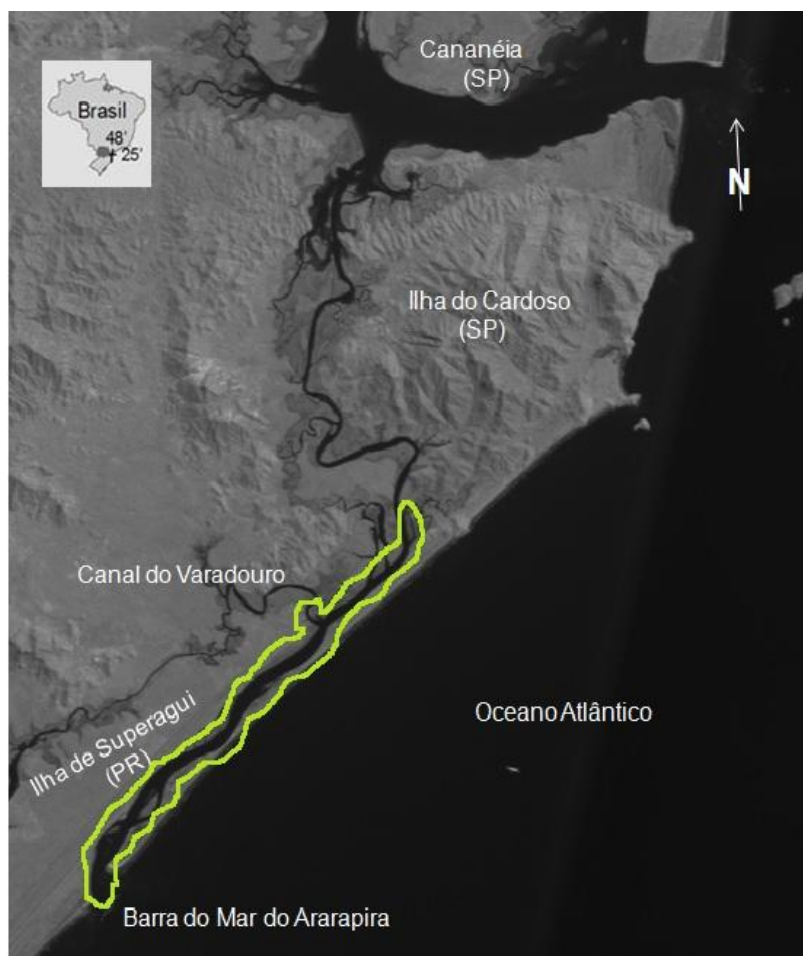 Cananéia
(SP)
Brasil
48'
25'
N
Ilha do Cardoso
(SP)
Canal do Varadouro
Oceano Atlântico
Ilha de Superagui
(PR)
Barra do Mar do Ararapira